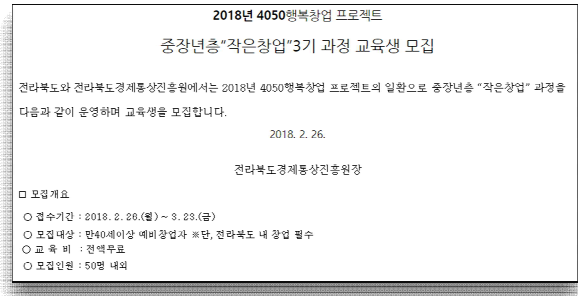 2018년 4050행복창업 프로젝트
중장년층"작은창업"3기 과정 교육생 모집
전라북도와 전라북도경제통상진흥원에서는 2018년 4050행복창업 프로젝트의 일환으로 중장년층 “작은창업” 과정을
다음과 같이 운영하며 교육생을 모집합니다.
2018. 2. 26.
전라북도경제통상진흥원장
□ 모집개요
○ 접수기간 : 2018. 2. 26.(월) ~ 3. 23.(금)
○ 모집대상 : 만40세이상 예비창업자 ※단, 전라북도 내 창업 필수
○ 교 육 비 : 전액무료
○ 모집인원 : 50명 내외